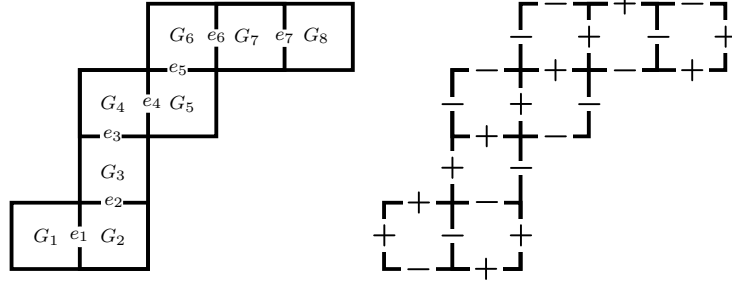 − +
G₆ e₆ G₇ e₇ G₈ − + − +
e₅ − + − +
G₄ e₄ G₅ − + −
e₃ + −
G₃ + −
e₂ + −
G₁ e₁ G₂ + − +
− +